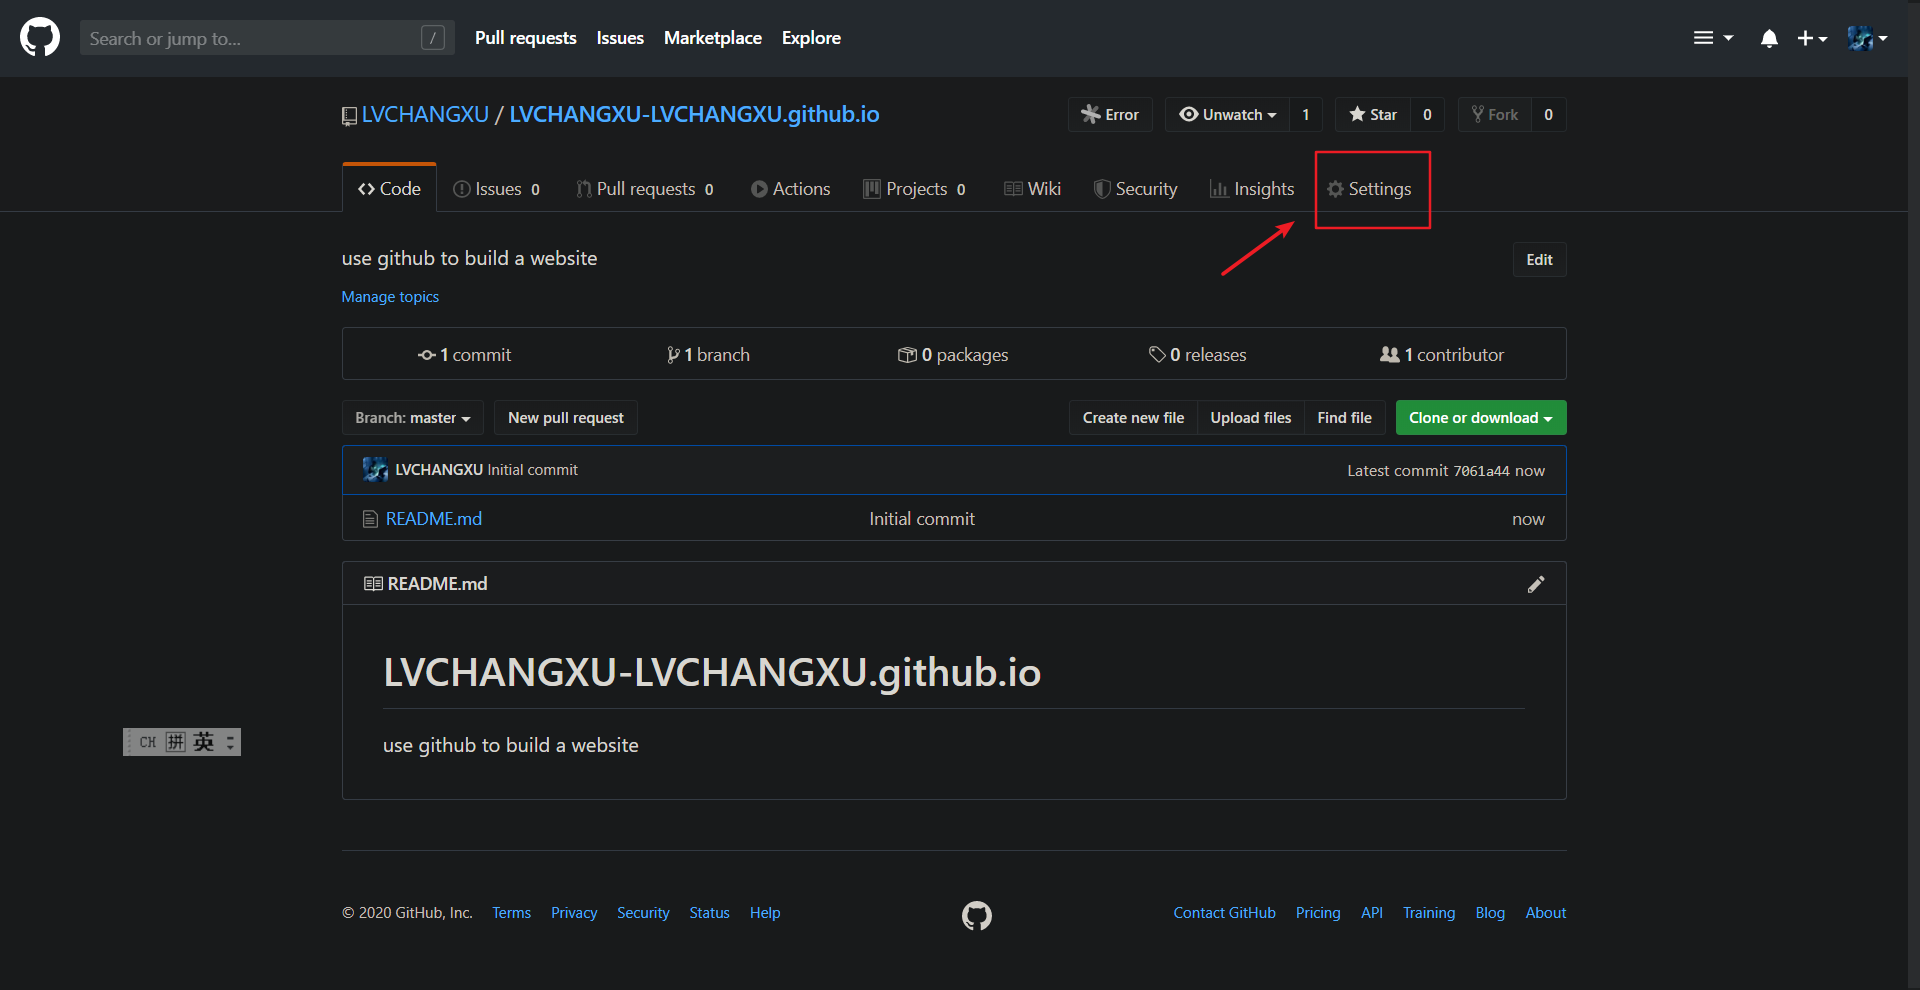 Search or jump to... / Pull requests Issues Marketplace Explore
LVCHANGXU / LVCHANGXU-LVCHANGXU.github.io Error Unwatch 1 Star 0 Fork 0
Code Issues 0 Pull requests 0 Actions Projects 0 Wiki Security Insights Settings
use github to build a website Edit
Manage topics
1 commit 1 branch 0 packages 0 releases 1 contributor
Branch: master New pull request Create new file Upload files Find file Clone or download
LVCHANGXU Initial commit Latest commit 7061a44 now
README.md Initial commit now
README.md
LVCHANGXU-LVCHANGXU.github.io
use github to build a website
CH 拼 英
© 2020 GitHub, Inc. Terms Privacy Security Status Help Contact GitHub Pricing API Training Blog About